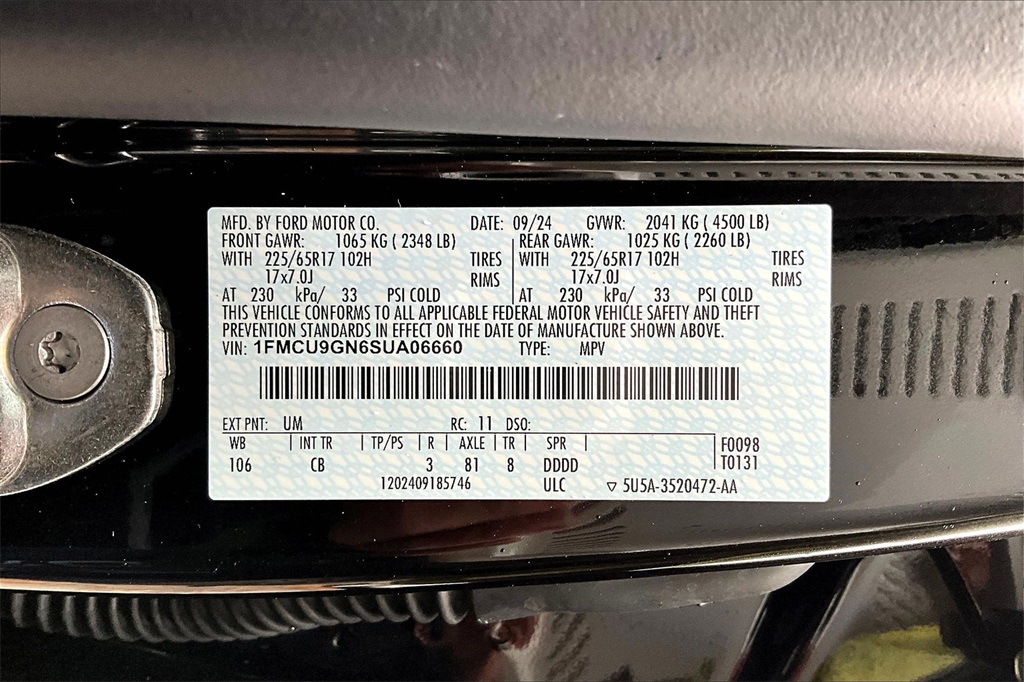 MFD. BY FORD MOTOR CO. DATE: 09/24 GVWR: 2041 KG ( 4500 LB)
FRONT GAWR: 1065 KG ( 2348 LB) REAR GAWR: 1025 KG ( 2260 LB)
WITH 225/65R17 102H TIRES WITH 225/65R17 102H TIRES
17x7.0J RIMS 17x7.0J RIMS
AT 230 kPa/ 33 PSI COLD AT 230 kPa/ 33 PSI COLD
THIS VEHICLE CONFORMS TO ALL APPLICABLE FEDERAL MOTOR VEHICLE SAFETY AND THEFT
PREVENTION STANDARDS IN EFFECT ON THE DATE OF MANUFACTURE SHOWN ABOVE.
VIN: 1FMCU9GN6SUA06660 TYPE: MPV
EXT PNT: UM RC: 11 DSO:
WB INT TR TP/PS R AXLE TR SPR F0098
106 CB 3 81 8 DDDD T0131
1202409185746 ULC ▽ 5U5A-3520472-AA